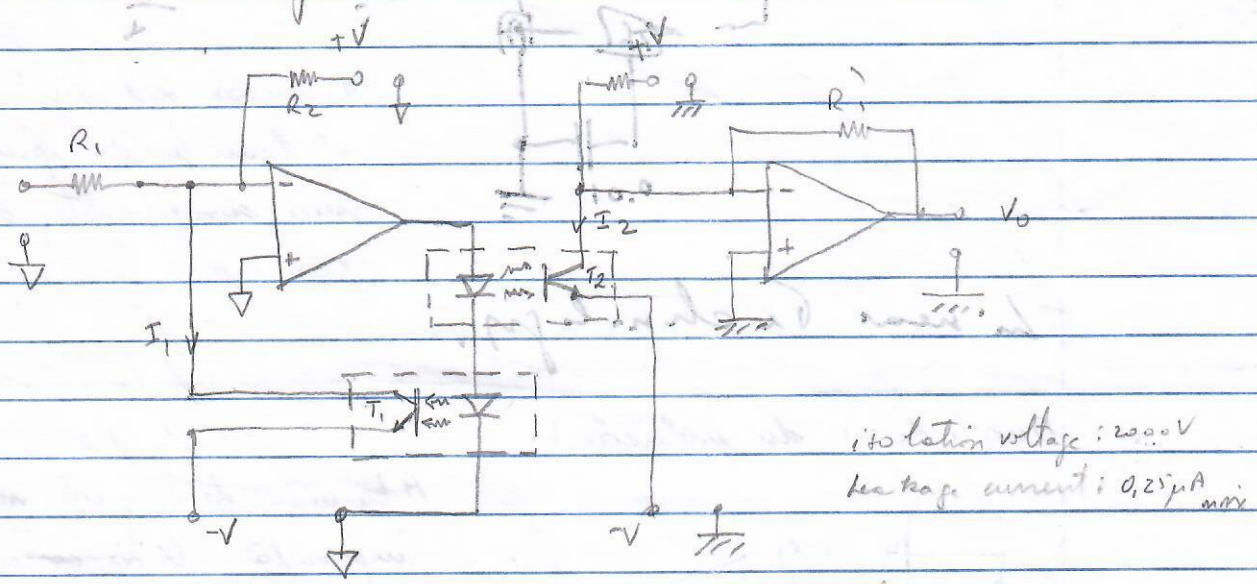 +V
+V
R2
R1
R
-
+
I2
T2
-
+
V0
I1
T1
isolation voltage: 2000V
Leakage current: 0,25µA
-V
-V